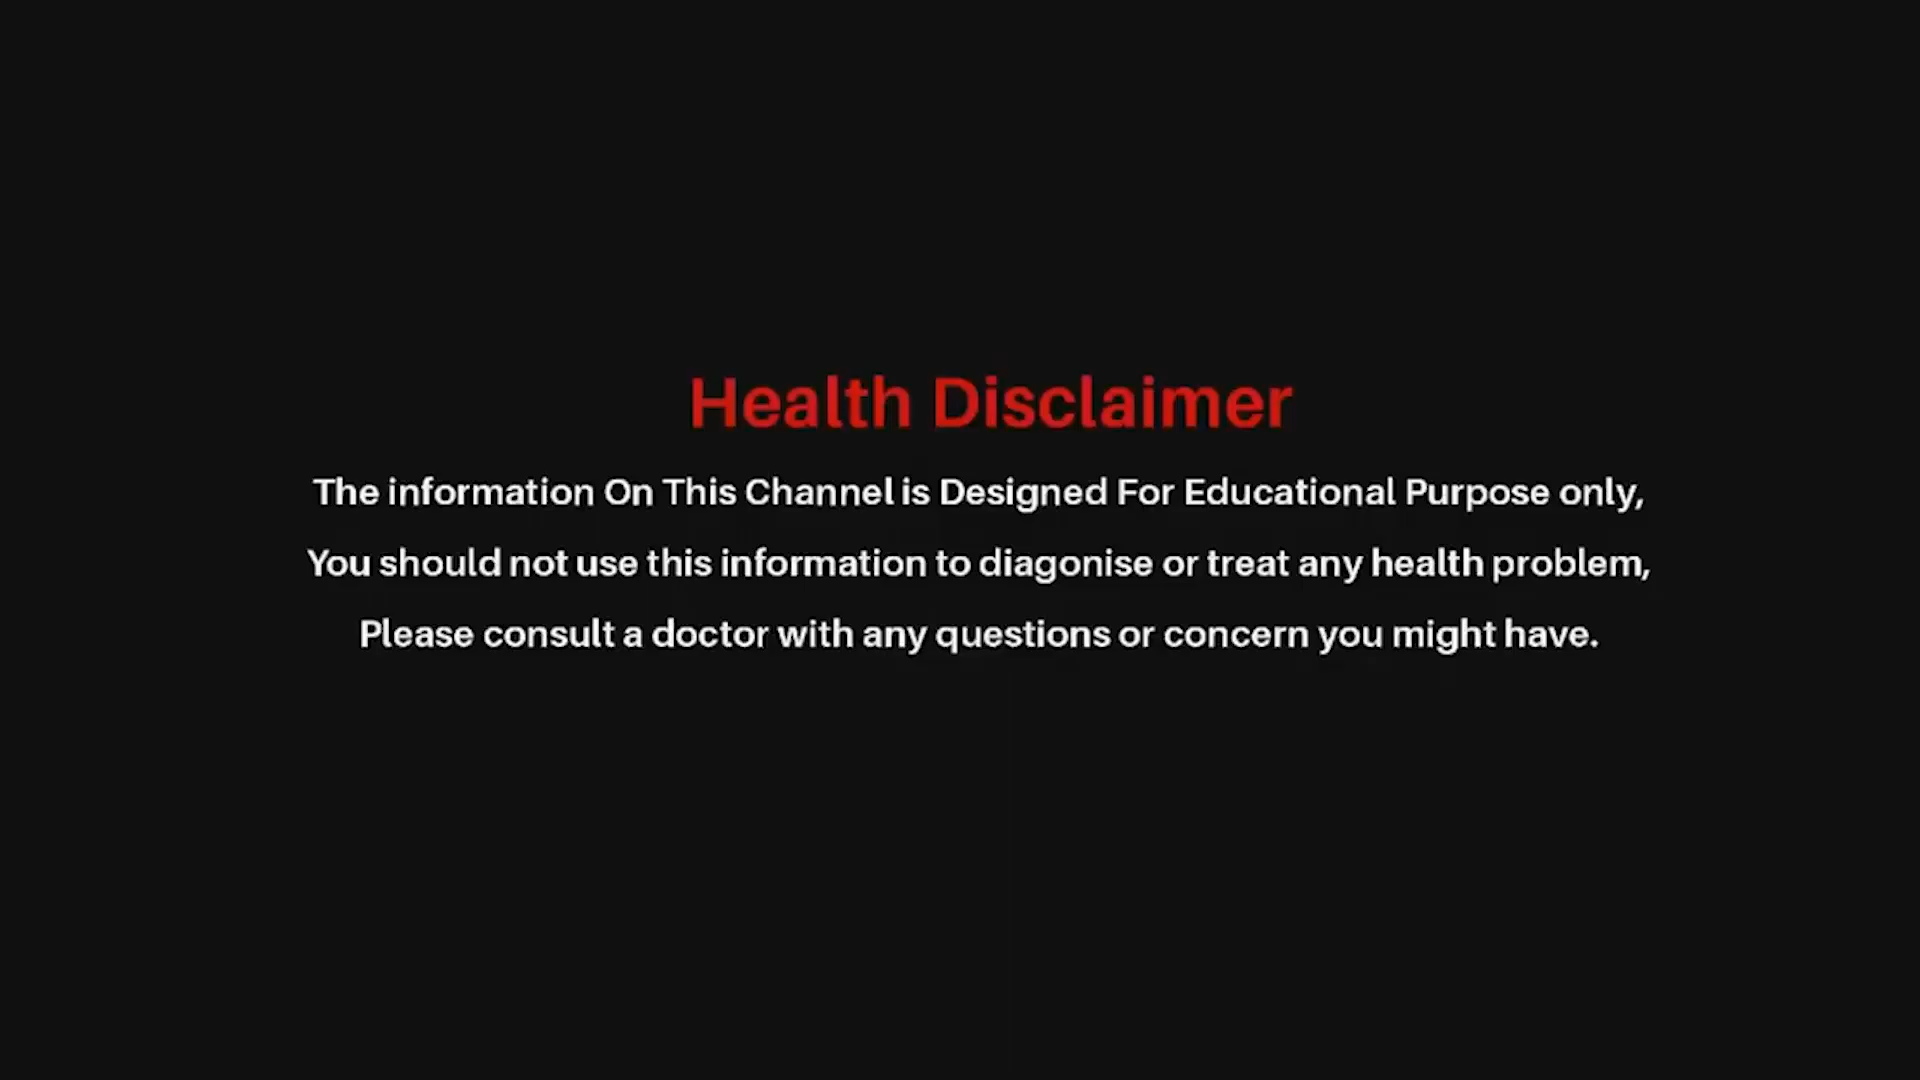 Health Disclaimer
The information On This Channel is Designed For Educational Purpose only,
You should not use this information to diagonise or treat any health problem,
Please consult a doctor with any questions or concern you might have.